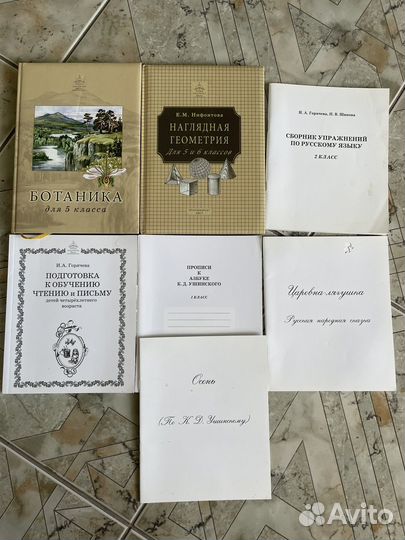 БОТАНИКА
для 5 класса
Е.М. Нифонтова
НАГЛЯДНАЯ
ГЕОМЕТРИЯ
Для 5 и 6 классов
И.А. Горячева, Н.В. Шилова
СБОРНИК УПРАЖНЕНИЙ
ПО РУССКОМУ ЯЗЫКУ
2 КЛАСС
И.А. Горячева
ПОДГОТОВКА
К ОБУЧЕНИЮ
ЧТЕНИЮ И ПИСЬМУ
детей четырёхлетнего
возраста
ПРОПИСИ
К
АЗБУКЕ
К.Д. УШИНСКОГО
1 КЛАСС
Царевна-лягушка
Русская народная сказка
Осень
(По К. Д. Ушинскому)
Avito